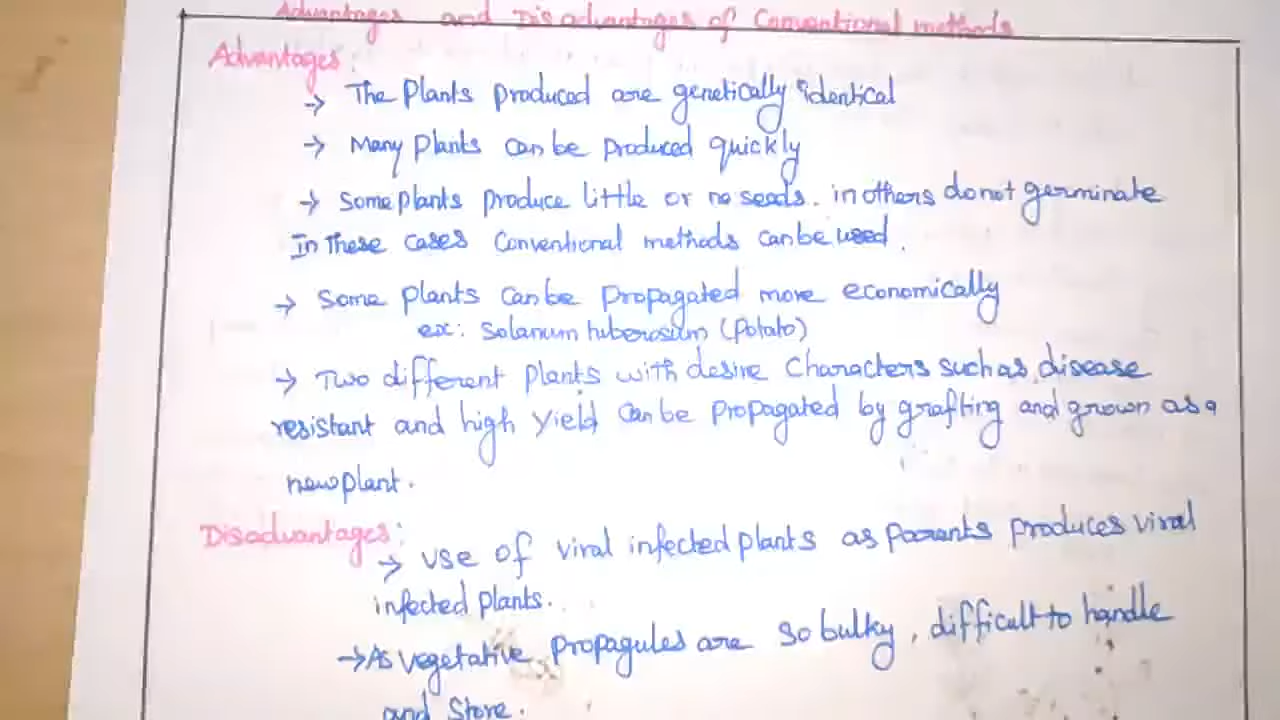 Advantages and Disadvantages of Conventional methods
Advantages:
→ The Plants produced are genetically identical
→ Many plants can be produced quickly
→ Some plants produce little or no seeds. in others do not germinate
In These cases Conventional methods can be used.
→ Some plants can be propagated more economically
ex: Solanum tuberosum (Potato)
→ Two different plants with desire Characters such as disease
resistant and high yield can be propagated by grafting and grown as a
new plant.
Disadvantages:
→ Use of viral infected plants as Parents produces viral
infected plants.
→ As vegetative propagules are so bulky, difficult to handle
and Store.